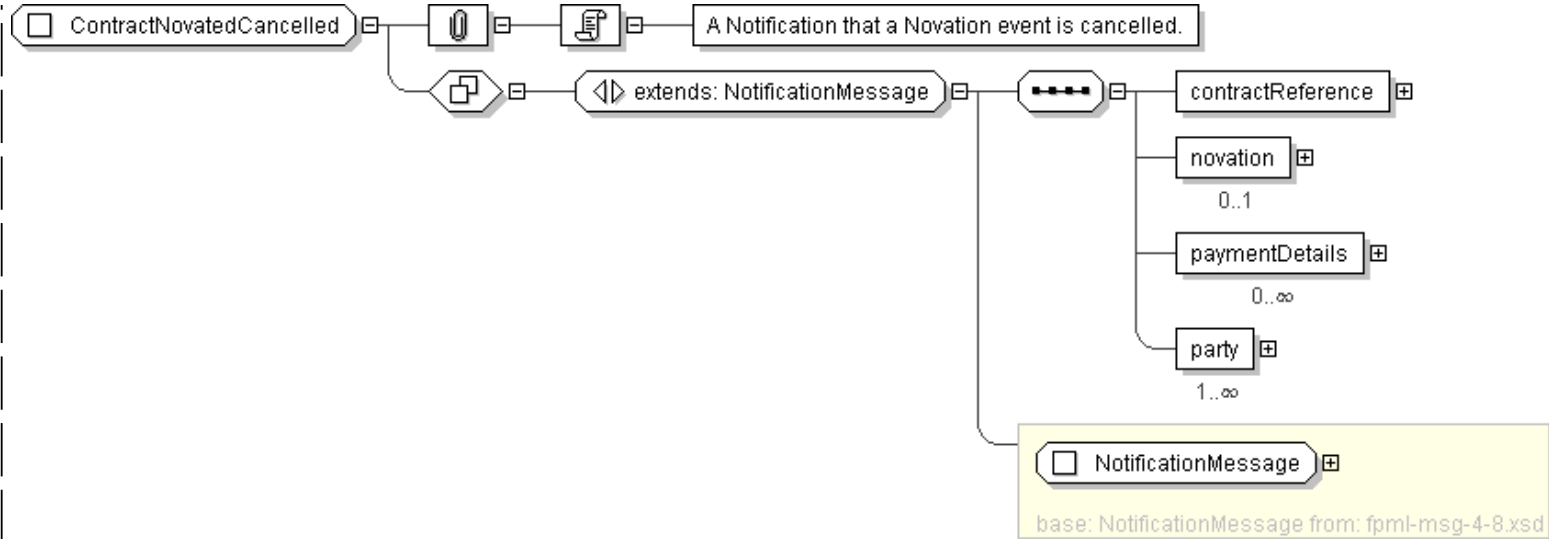 ContractNovatedCancelled
A Notification that a Novation event is cancelled.
extends: NotificationMessage
contractReference
novation
0..1
paymentDetails
0..∞
party
1..∞
NotificationMessage
base: NotificationMessage from: fpml-msg-4-8.xsd